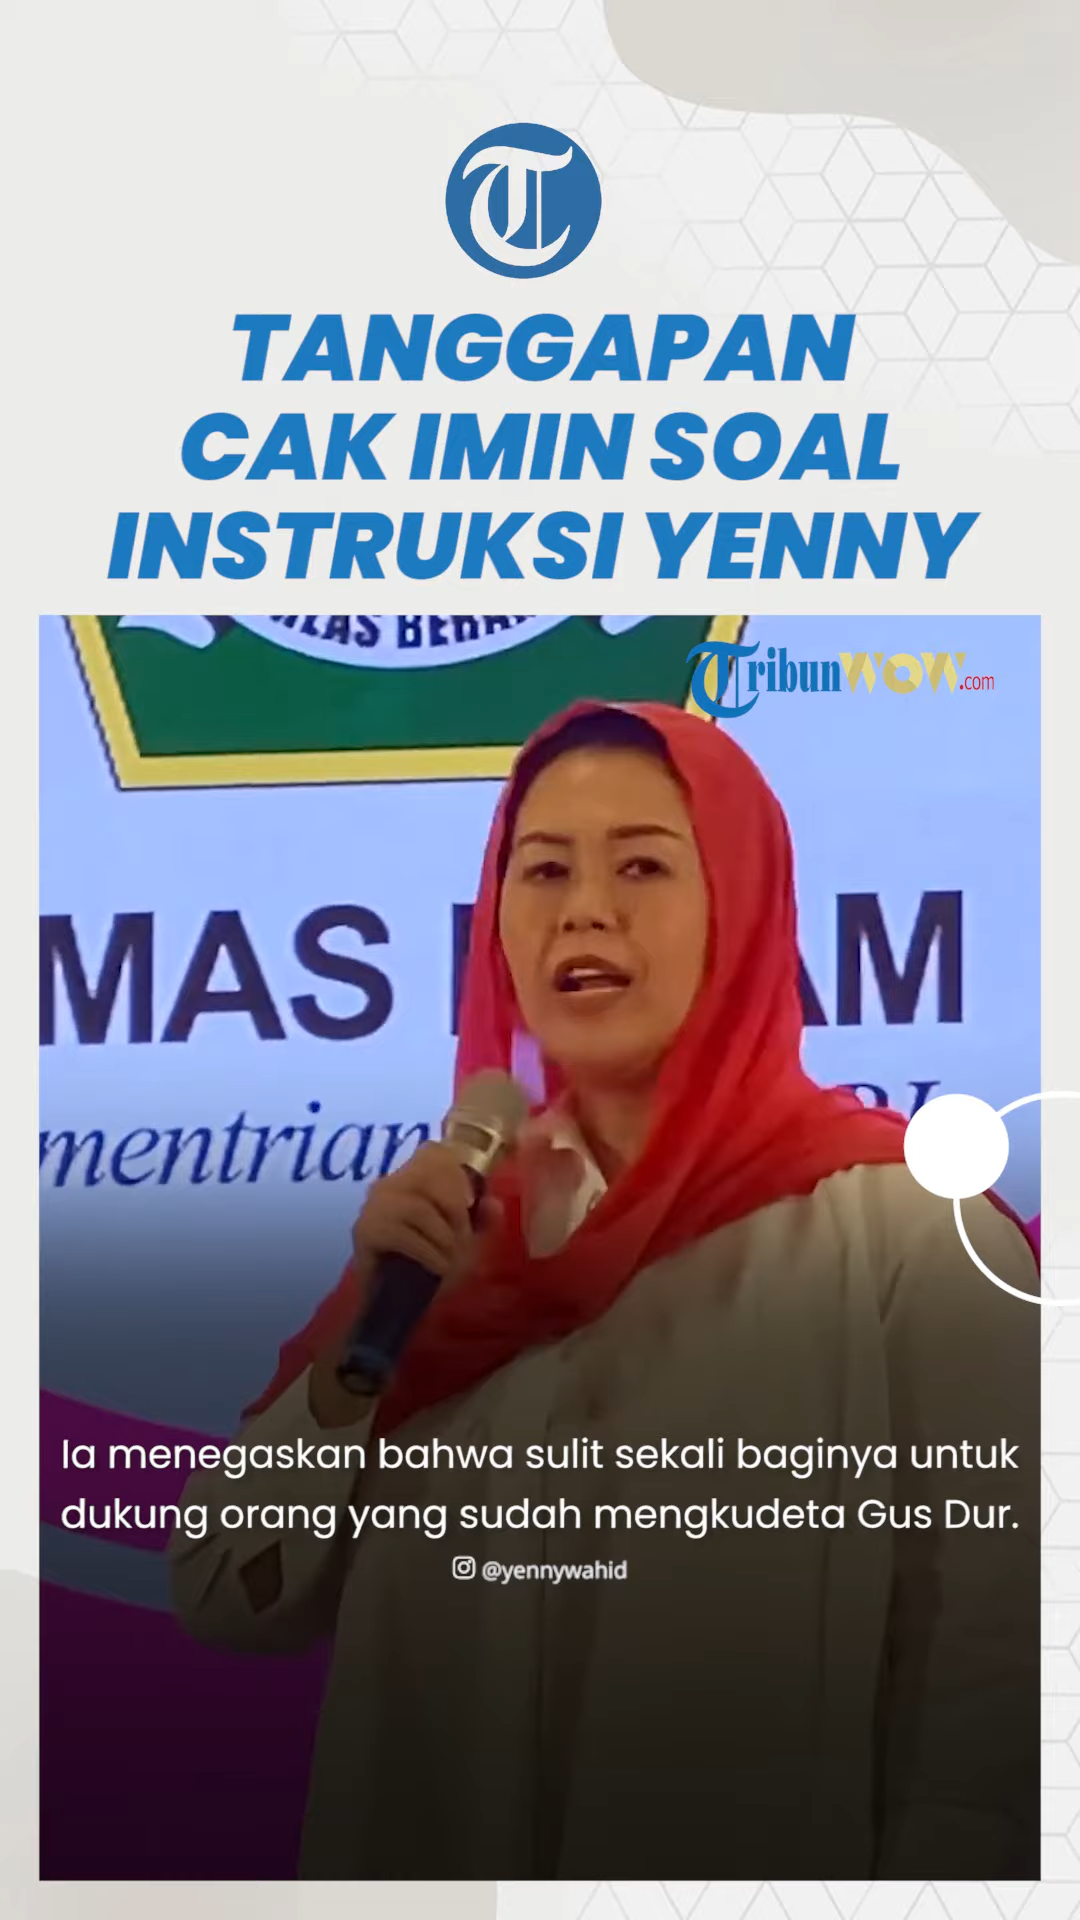 TANGGAPAN
CAK IMIN SOAL
INSTRUKSI YENNY
TribunWOW.com
MAS
AM
mentrian
Ia menegaskan bahwa sulit sekali baginya untuk
dukung orang yang sudah mengkudeta Gus Dur.
@yennywahid